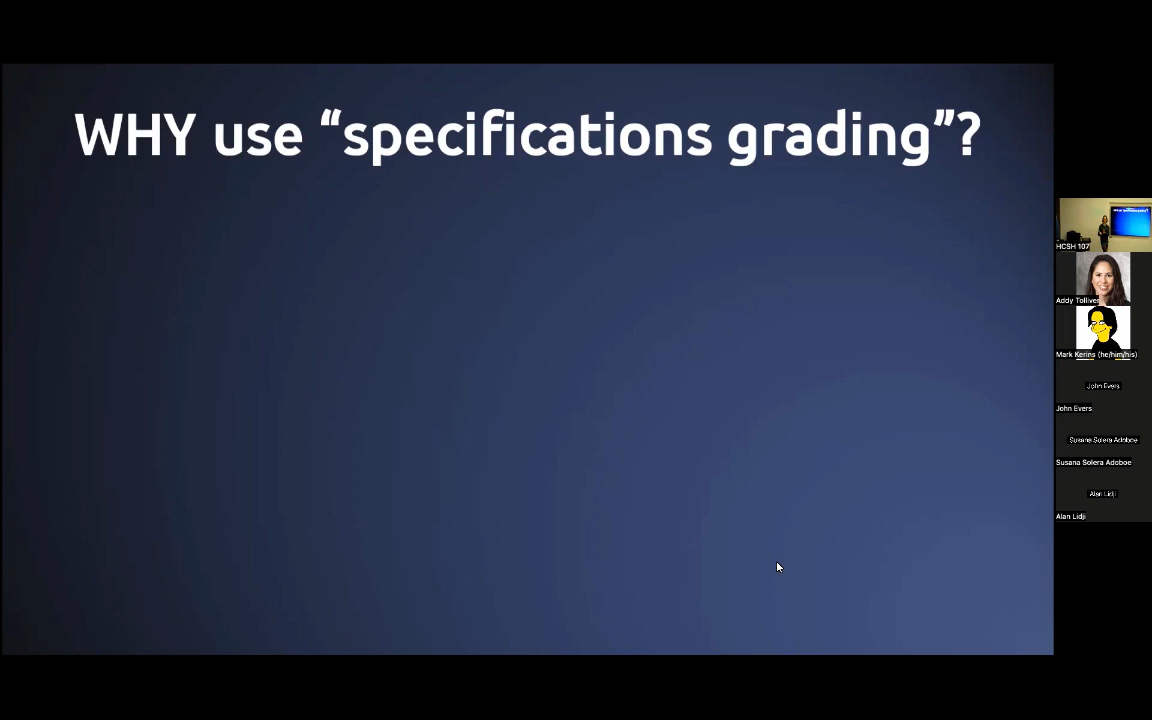 WHY use “specifications grading”?
HCSH 107
Addy Tolliver
Mark Kerins (he/him/his)
John Evers
John Evers
Susana Solera Adoboe
Susana Solera Adoboe
Alan Lidji
Alan Lidji